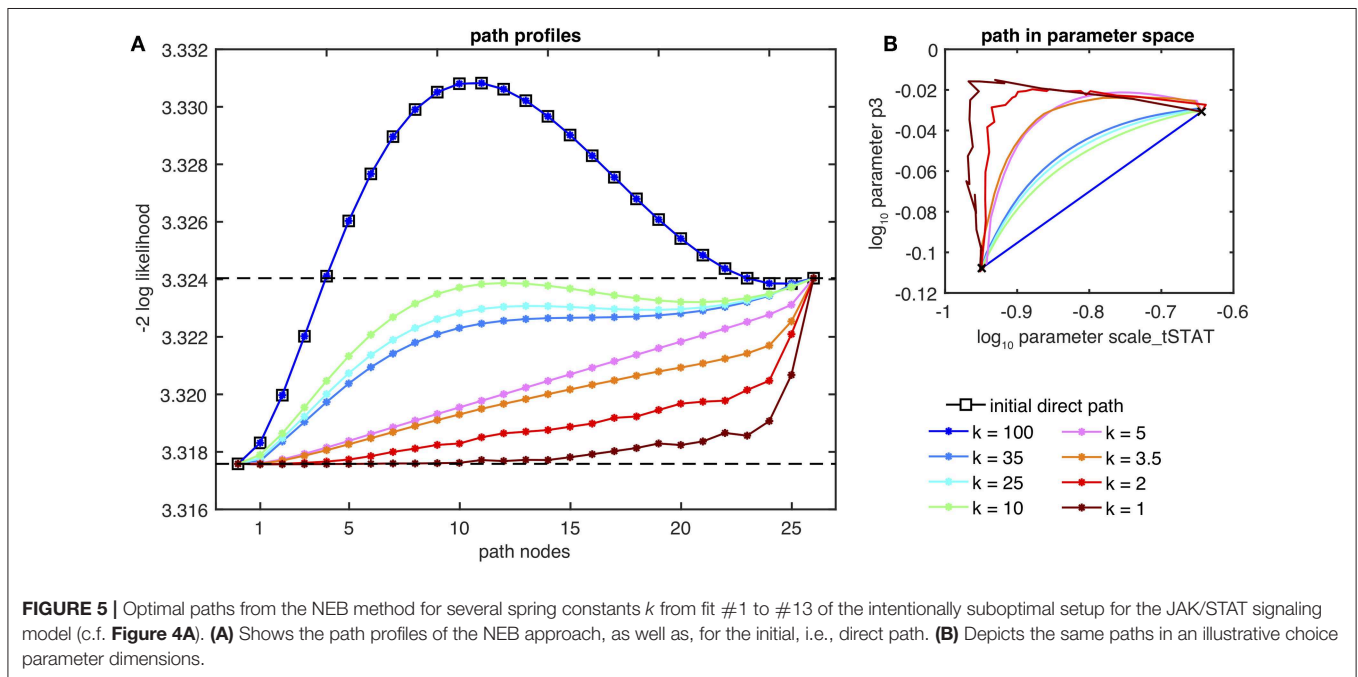 A
path profiles
3.332
3.330
3.328
3.326
3.324
3.322
3.320
3.318
3.316
-2 log likelihood
1
5
10
15
20
25
path nodes
B
path in parameter space
0
-0.02
-0.04
-0.06
-0.08
-0.1
-0.12
log10 parameter p3
-1
-0.9
-0.8
-0.7
-0.6
log10 parameter scale_tSTAT
initial direct path
k = 100
k = 35
k = 25
k = 10
k = 5
k = 3.5
k = 2
k = 1
FIGURE 5 | Optimal paths from the NEB method for several spring constants k from fit #1 to #13 of the intentionally suboptimal setup for the JAK/STAT signaling
model (c.f. Figure 4A). (A) Shows the path profiles of the NEB approach, as well as, for the initial, i.e., direct path. (B) Depicts the same paths in an illustrative choice
parameter dimensions.